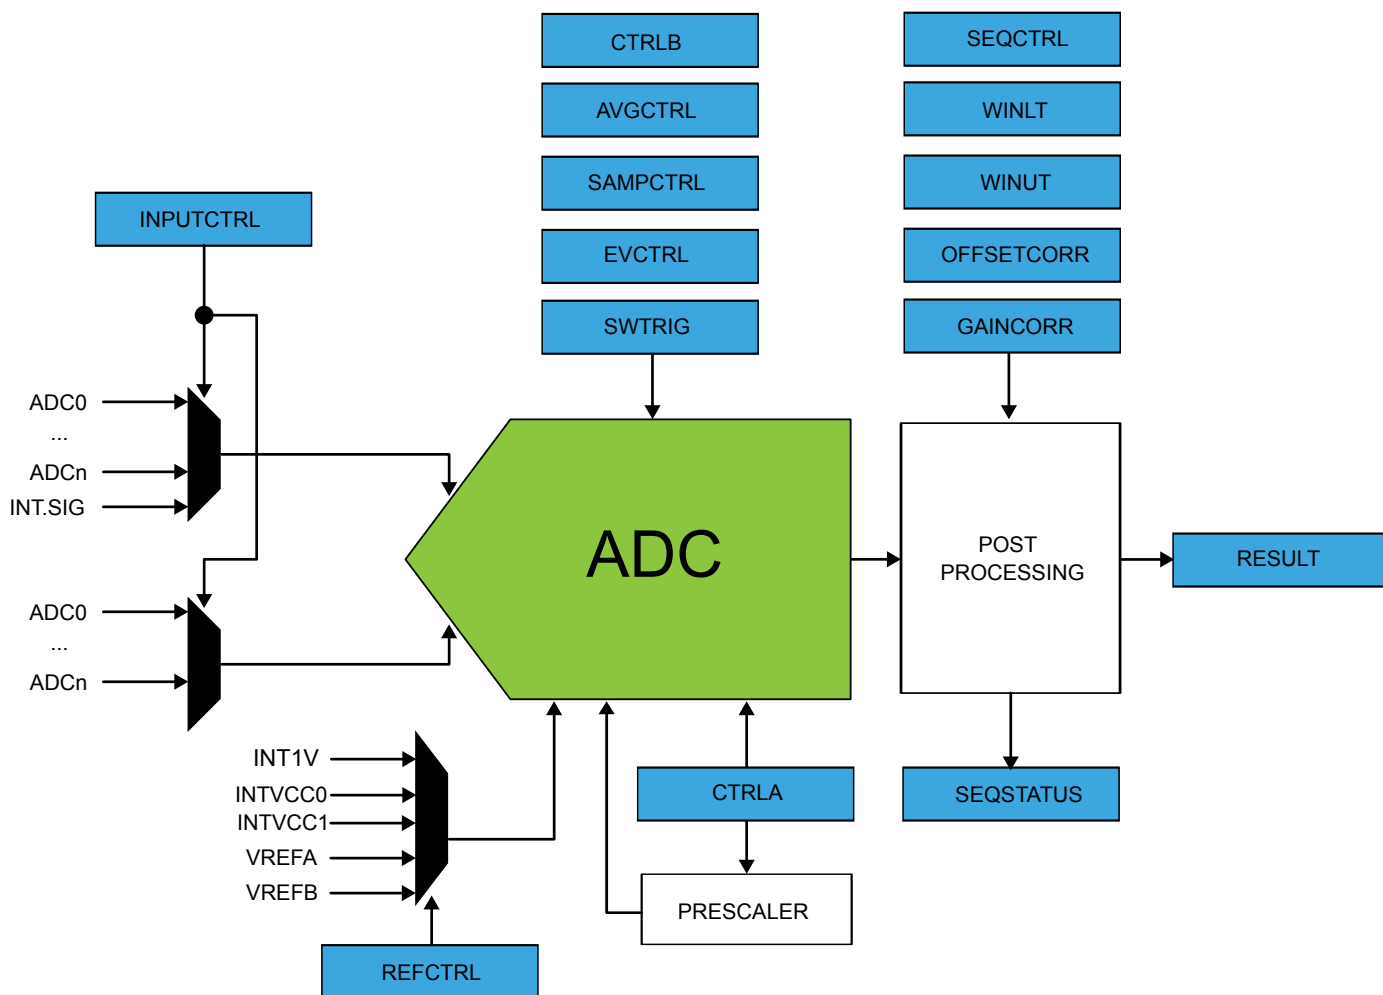 CTRLB
SEQCTRL
AVGCTRL
WINLT
SAMPCTRL
WINUT
INPUTCTRL
EVCTRL
OFFSETCORR
SWTRIG
GAINCORR
ADC0
...
ADCn
INT.SIG
ADC
POST
PROCESSING
RESULT
ADC0
...
ADCn
INT1V
INTVCC0
INTVCC1
VREFA
VREFB
CTRLA
SEQSTATUS
PRESCALER
REFCTRL